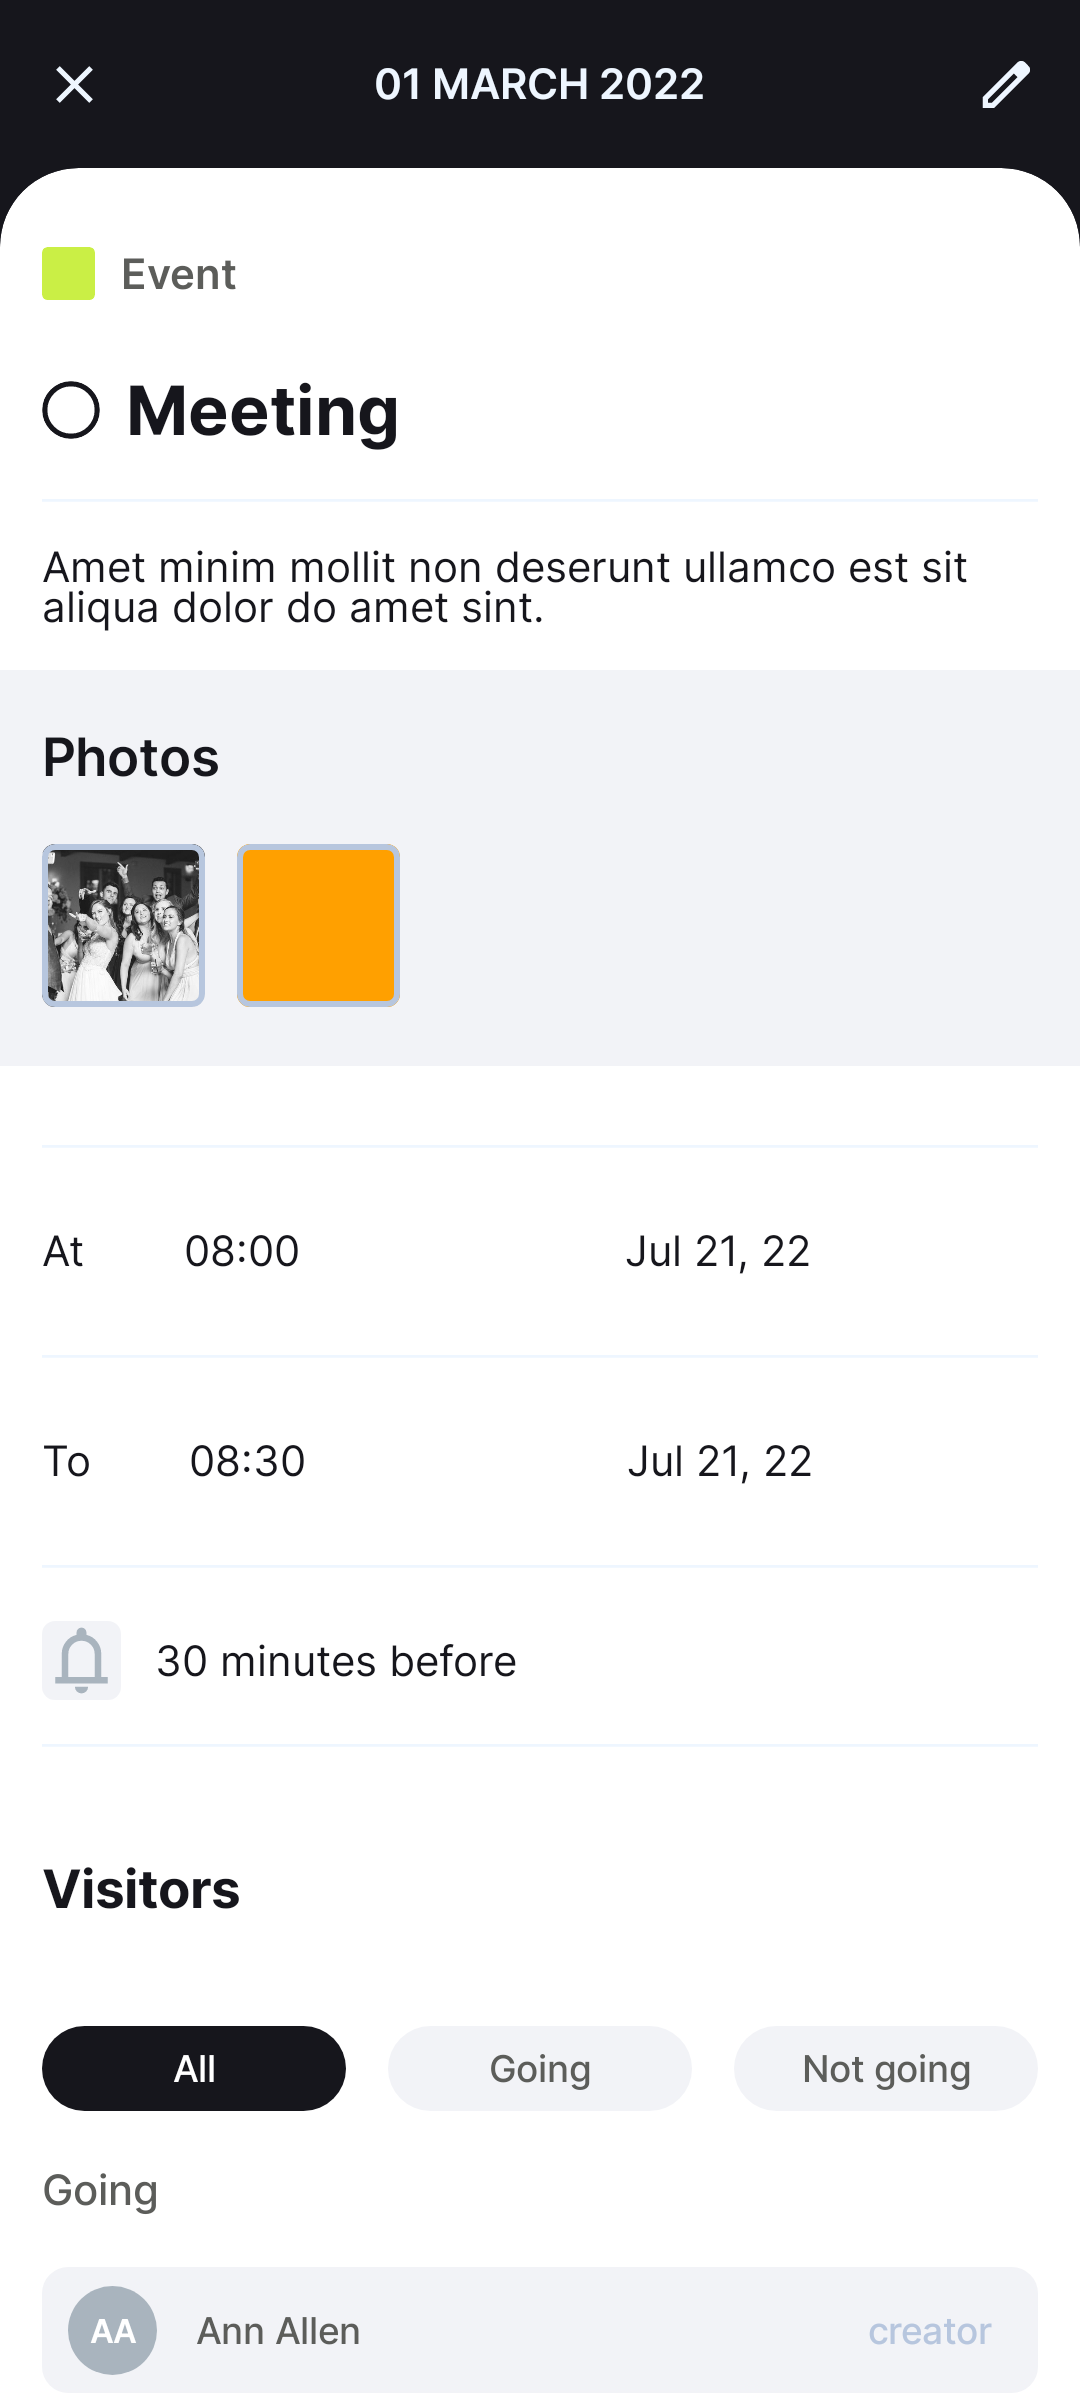 01 MARCH 2022
Event
Meeting
Amet minim mollit non deserunt ullamco est sit
aliqua dolor do amet sint.
Photos
At 08:00 Jul 21, 22
To 08:30 Jul 21, 22
30 minutes before
Visitors
All Going Not going
Going
AA Ann Allen creator